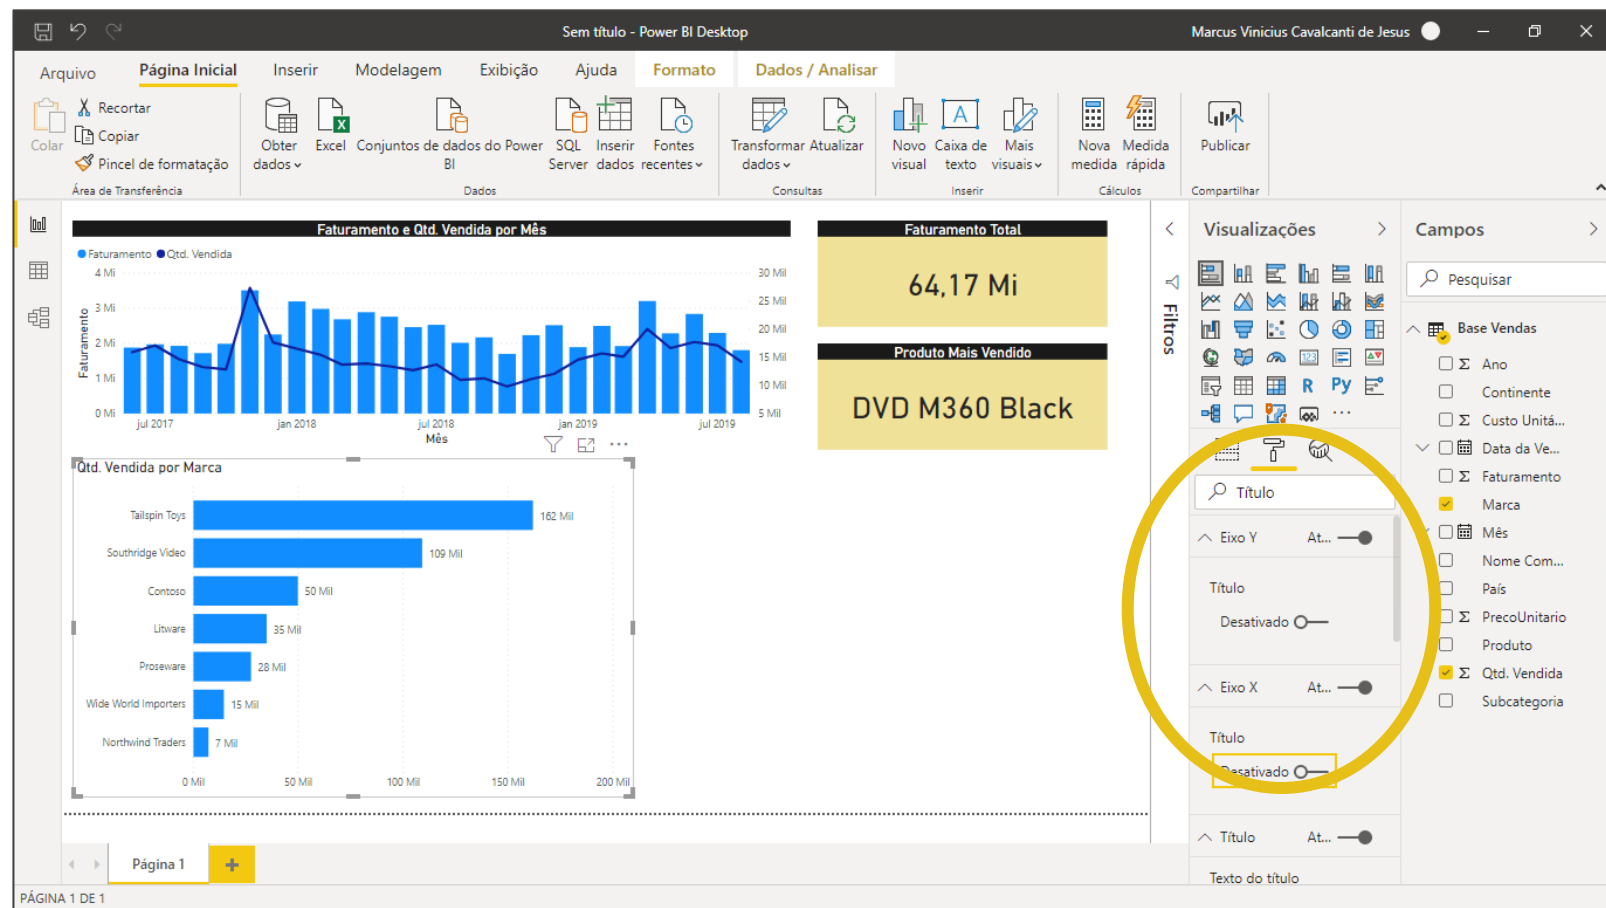 Sem título - Power BI Desktop
Marcus Vinicius Cavalcanti de Jesus
Arquivo
Página Inicial
Inserir
Modelagem
Exibição
Ajuda
Formato
Dados / Analisar
Colar
Recortar
Copiar
Pincel de formatação
Área de Transferência
Obter dados
Excel
Conjuntos de dados do Power BI
SQL Server
Inserir dados
Fontes recentes
Dados
Transformar dados
Atualizar
Consultas
Novo visual
Caixa de texto
Mais visuais
Inserir
Nova medida
Medida rápida
Cálculos
Publicar
Compartilhar
Faturamento e Qtd. Vendida por Mês
Faturamento Qtd. Vendida
Faturamento
4 Mi
3 Mi
2 Mi
1 Mi
0 Mi
30 Mil
25 Mil
20 Mil
15 Mil
10 Mil
5 Mil
jul 2017
jan 2018
jul 2018
jan 2019
jul 2019
Mês
Faturamento Total
64,17 Mi
Produto Mais Vendido
DVD M360 Black
Qtd. Vendida por Marca
Tailspin Toys 162 Mil
Southridge Video 109 Mil
Contoso 50 Mil
Litware 35 Mil
Proseware 28 Mil
Wide World Importers 15 Mil
Northwind Traders 7 Mil
0 Mil
50 Mil
100 Mil
150 Mil
200 Mil
Filtros
Visualizações
123
R
Py
Título
Eixo Y At...
Título
Desativado
Eixo X At...
Título
Desativado
Título At...
Texto do título
Campos
Pesquisar
Base Vendas
Σ Ano
Continente
Σ Custo Unitá...
Data da Ve...
Σ Faturamento
Marca
Mês
Nome Com...
País
Σ PrecoUnitario
Produto
Σ Qtd. Vendida
Subcategoria
Página 1
PÁGINA 1 DE 1